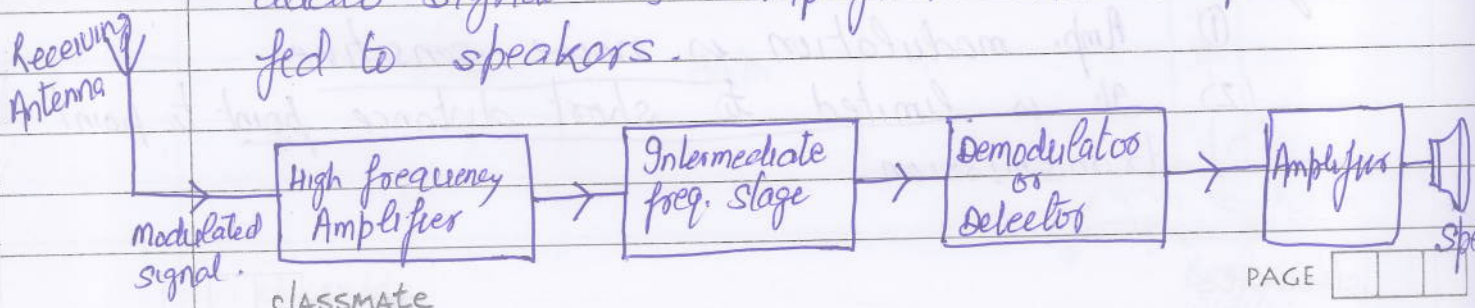 fed to speakers.
Receiving
Antenna
High frequency
Amplifier
Intermediate
freq. stage
Demodulator
or
Detector
Amplifier
Modulated
signal.
classmate
PAGE